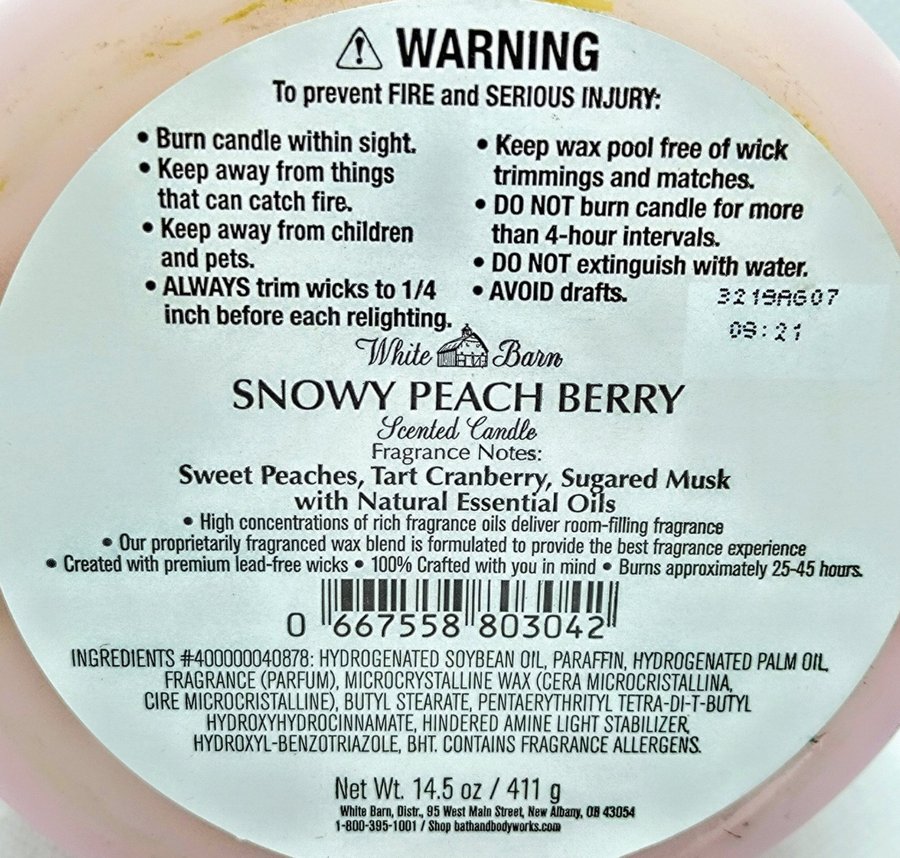 ⚠ WARNING
To prevent FIRE and SERIOUS INJURY:
• Burn candle within sight.
• Keep away from things
that can catch fire.
• Keep away from children
and pets.
• ALWAYS trim wicks to 1/4
inch before each relighting.
• Keep wax pool free of wick
trimmings and matches.
• DO NOT burn candle for more
than 4-hour intervals.
• DO NOT extinguish with water.
• AVOID drafts.
3219AG07
09:21
White Barn
SNOWY PEACH BERRY
Scented Candle
Fragrance Notes:
Sweet Peaches, Tart Cranberry, Sugared Musk
with Natural Essential Oils
• High concentrations of rich fragrance oils deliver room-filling fragrance
• Our proprietarily fragranced wax blend is formulated to provide the best fragrance experience
• Created with premium lead-free wicks • 100% Crafted with you in mind • Burns approximately 25-45 hours.
0 667558 803042
INGREDIENTS #400000040878: HYDROGENATED SOYBEAN OIL, PARAFFIN, HYDROGENATED PALM OIL,
FRAGRANCE (PARFUM), MICROCRYSTALLINE WAX (CERA MICROCRISTALLINA,
CIRE MICROCRISTALLINE), BUTYL STEARATE, PENTAERYTHRITYL TETRA-DI-T-BUTYL
HYDROXYHYDROCINNAMATE, HINDERED AMINE LIGHT STABILIZER,
HYDROXYL-BENZOTRIAZOLE, BHT. CONTAINS FRAGRANCE ALLERGENS.
Net Wt. 14.5 oz / 411 g
White Barn, Distr., 95 West Main Street, New Albany, OH 43054
1-800-395-1001 / Shop bathandbodyworks.com